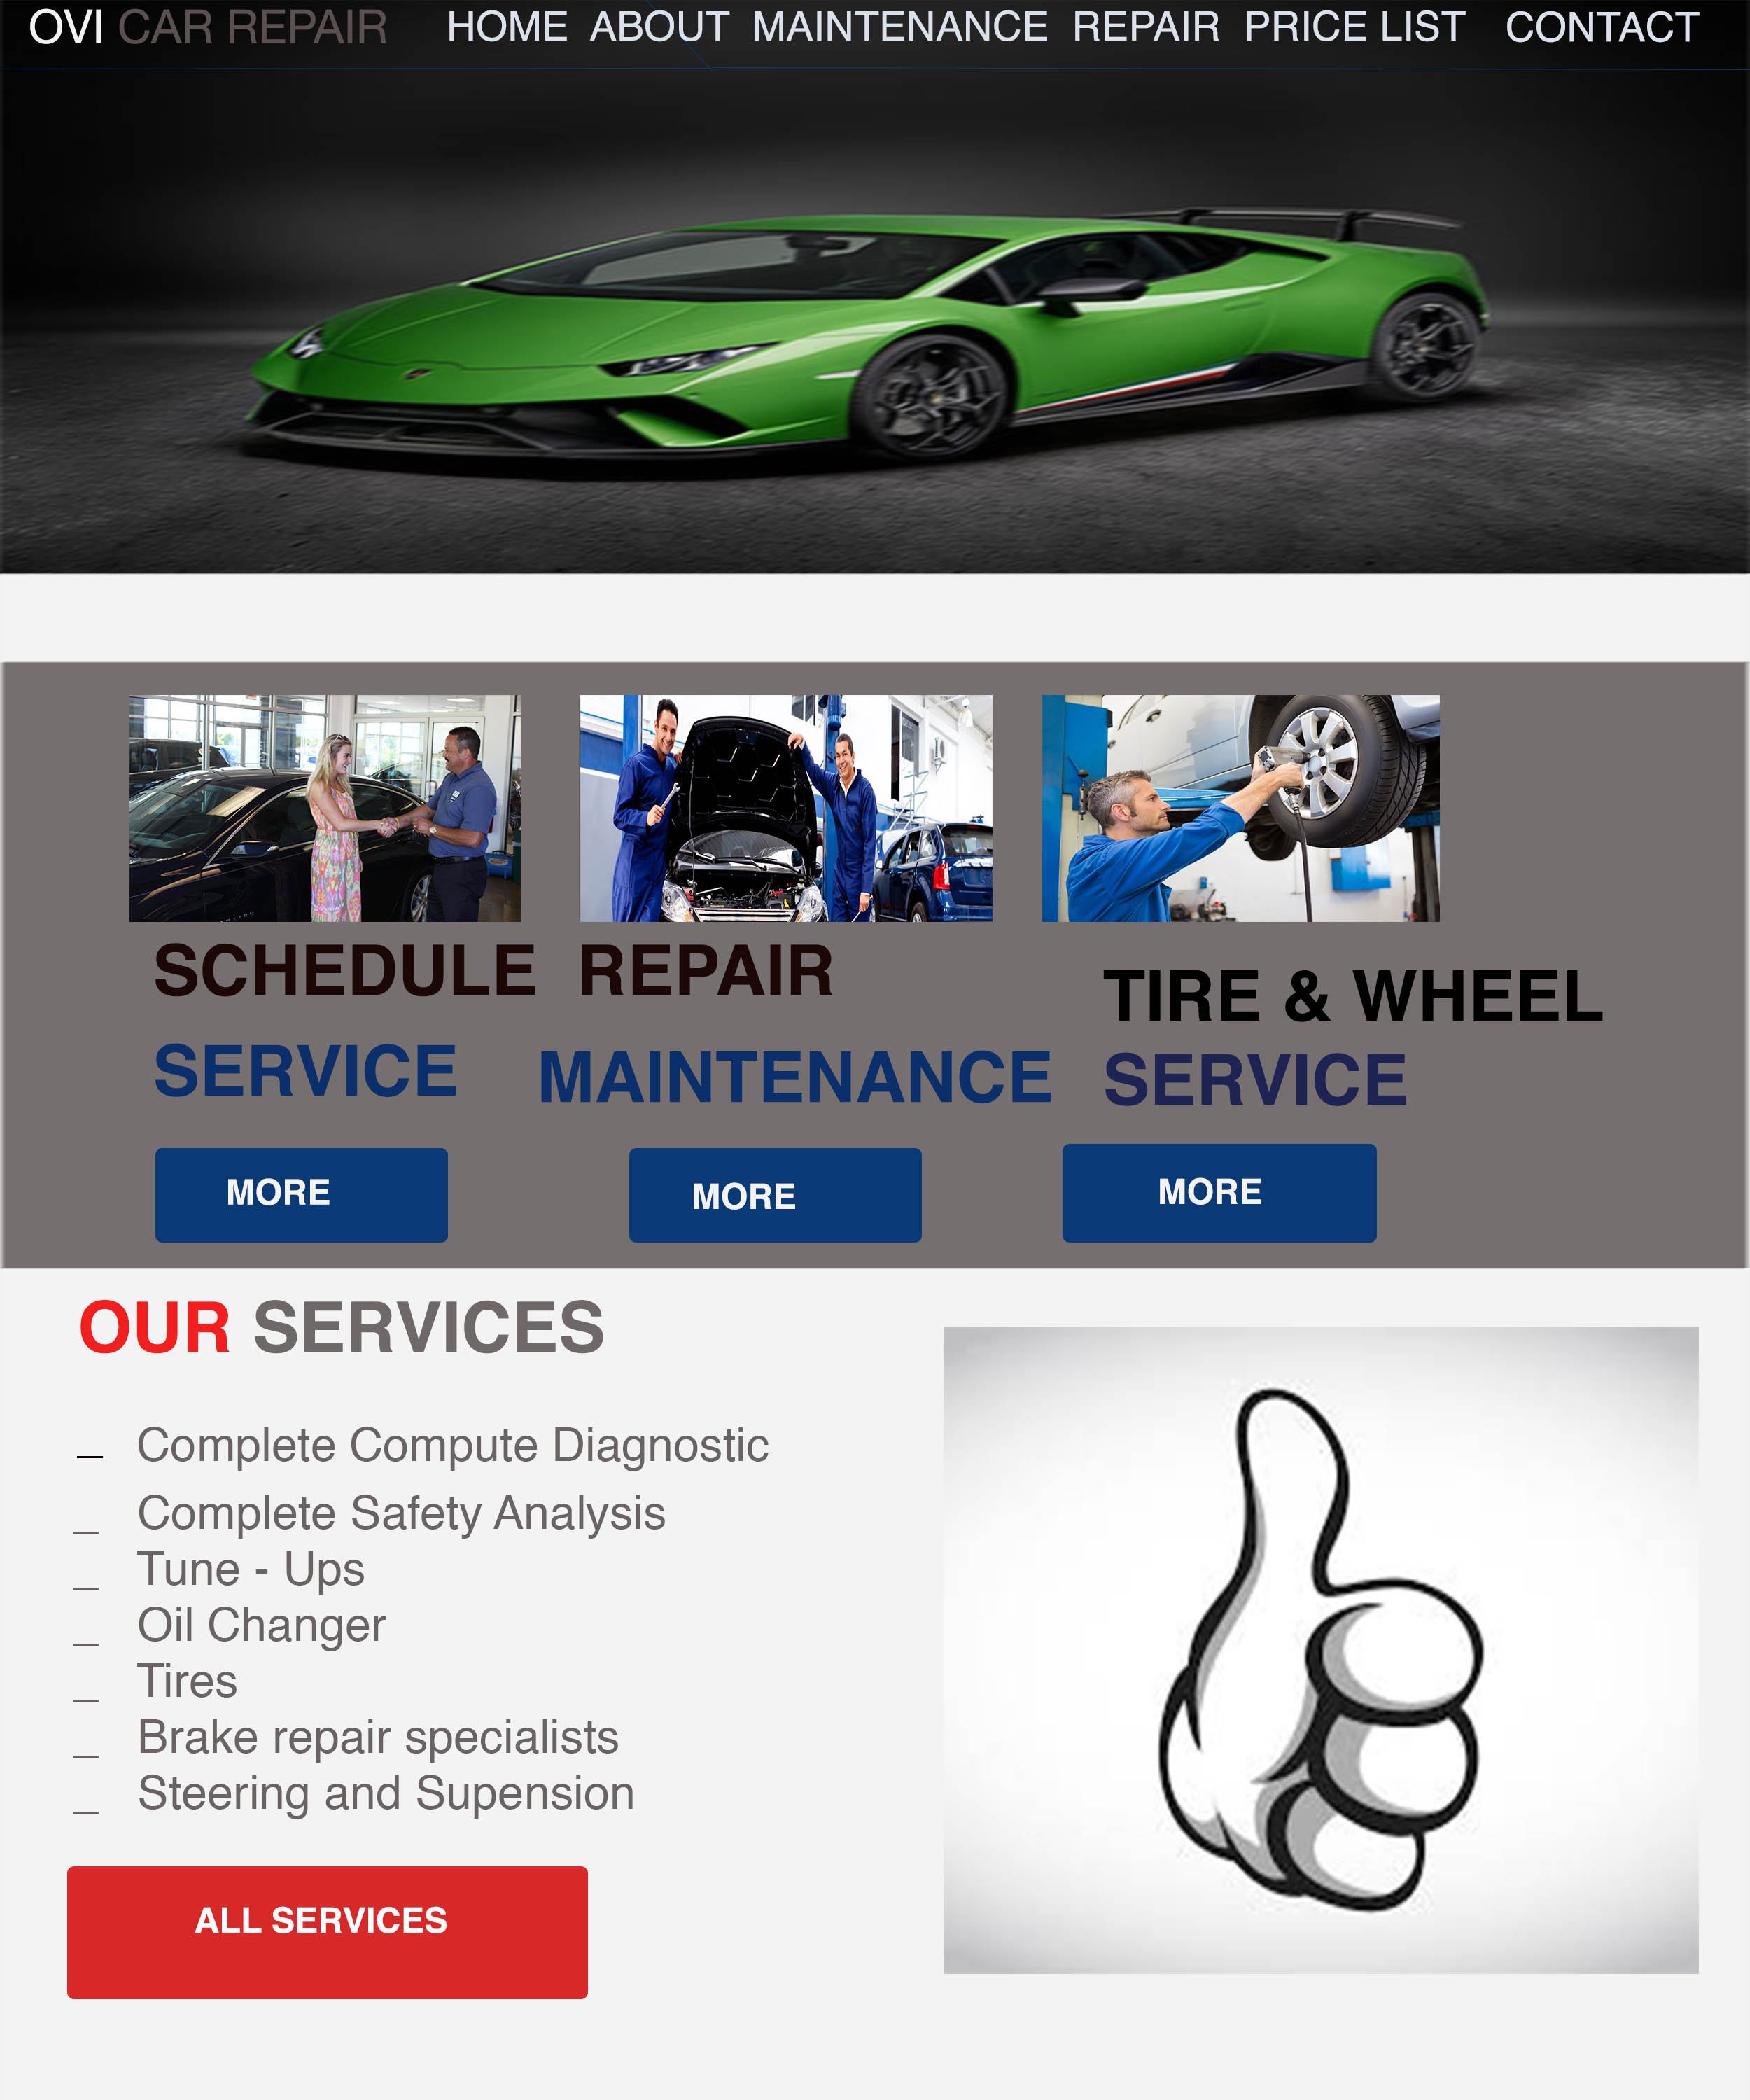 OVI CAR REPAIR HOME ABOUT MAINTENANCE REPAIR PRICE LIST CONTACT
SCHEDULE REPAIR
TIRE & WHEEL
SERVICE MAINTENANCE SERVICE
MORE MORE MORE
OUR SERVICES
_ Complete Compute Diagnostic
_ Complete Safety Analysis
_ Tune - Ups
_ Oil Changer
_ Tires
_ Brake repair specialists
_ Steering and Supension
ALL SERVICES